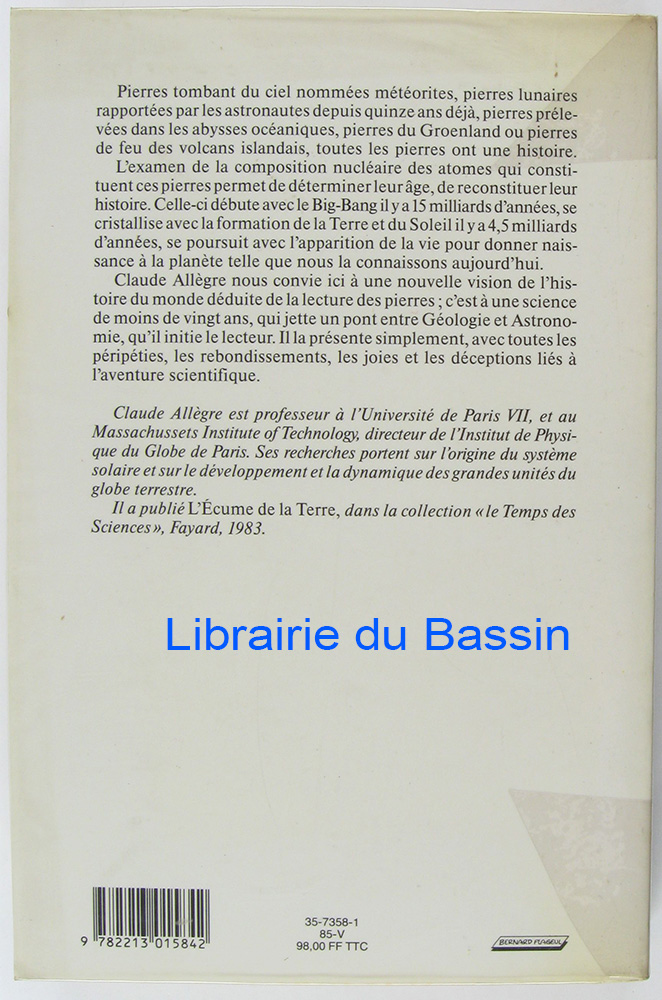 Pierres tombant du ciel nommées météorites, pierres lunaires
rapportées par les astronautes depuis quinze ans déjà, pierres préle-
vées dans les abysses océaniques, pierres du Groenland ou pierres
de feu des volcans islandais, toutes les pierres ont une histoire.
L'examen de la composition nucléaire des atomes qui consti-
tuent ces pierres permet de déterminer leur âge, de reconstituer leur
histoire. Celle-ci débute avec le Big-Bang il y a 15 milliards d'années, se
cristallise avec la formation de la Terre et du Soleil il y a 4,5 milliards
d'années, se poursuit avec l'apparition de la vie pour donner nais-
sance à la planète telle que nous la connaissons aujourd'hui.
Claude Allègre nous convie ici à une nouvelle vision de l'his-
toire du monde déduite de la lecture des pierres ; c'est à une science
de moins de vingt ans, qui jette un pont entre Géologie et Astrono-
mie, qu'il initie le lecteur. Il la présente simplement, avec toutes les
péripéties, les rebondissements, les joies et les déceptions liés à
l'aventure scientifique.
Claude Allègre est professeur à l'Université de Paris VII, et au
Massachussets Institute of Technology, directeur de l'Institut de Physi-
que du Globe de Paris. Ses recherches portent sur l'origine du système
solaire et sur le développement et la dynamique des grandes unités du
globe terrestre.
Il a publié L'Écume de la Terre, dans la collection « le Temps des
Sciences », Fayard, 1983.
Librairie du Bassin
9 782213 015842
35-7358-1
85-V
98,00 FF TTC
BERNARD FLAGEUL